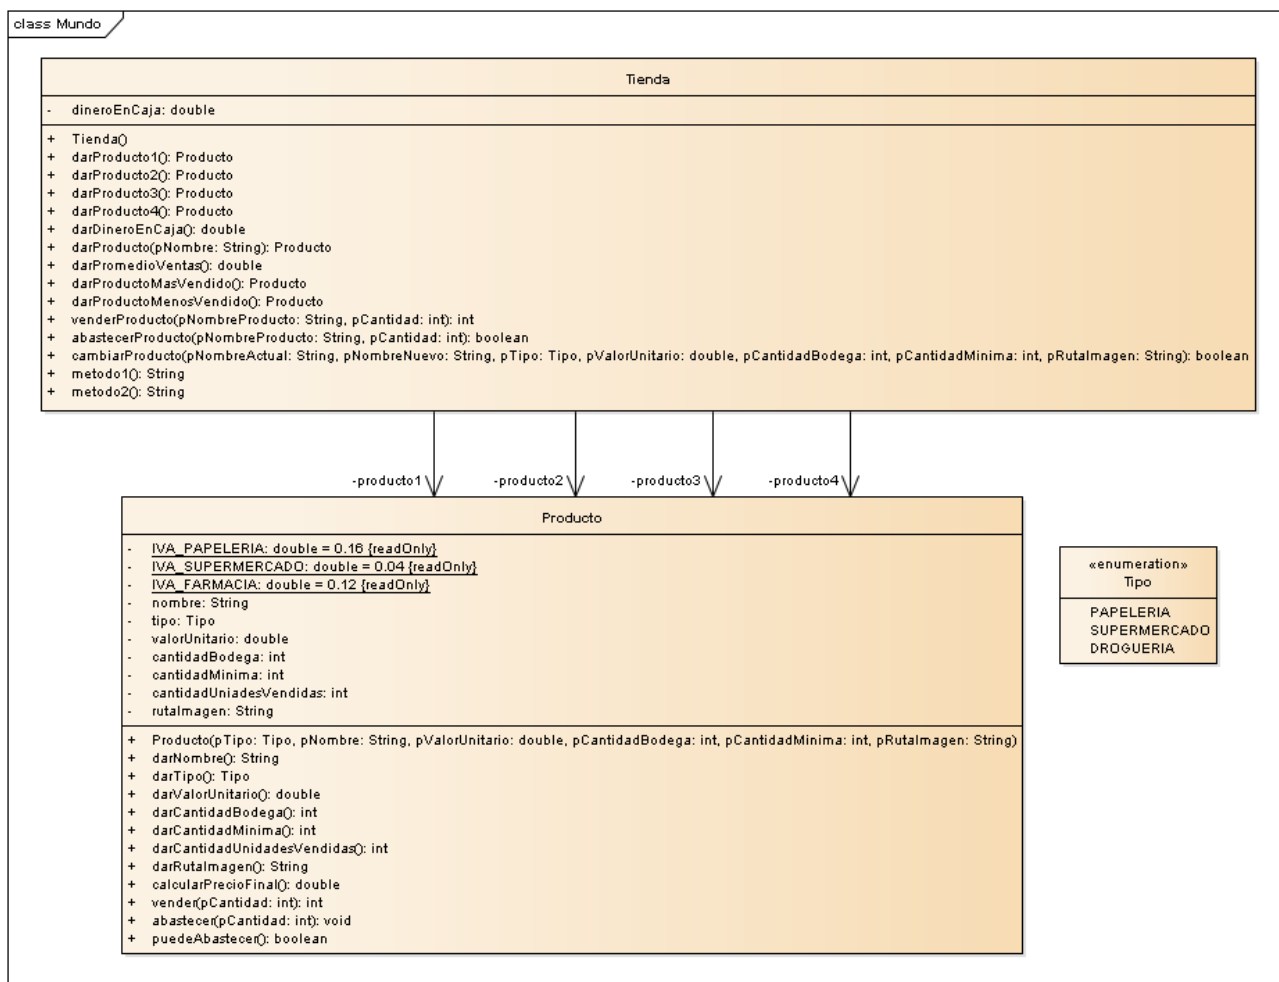 class Mundo
Tienda
- dineroEnCaja: double
+ Tienda()
+ darProducto1(): Producto
+ darProducto2(): Producto
+ darProducto3(): Producto
+ darProducto4(): Producto
+ darDineroEnCaja(): double
+ darProducto(pNombre: String): Producto
+ darPromedioVentas(): double
+ darProductoMasVendido(): Producto
+ darProductoMenosVendido(): Producto
+ venderProducto(pNombreProducto: String, pCantidad: int): int
+ abastecerProducto(pNombreProducto: String, pCantidad: int): boolean
+ cambiarProducto(pNombreActual: String, pNombreNuevo: String, pTipo: Tipo, pValorUnitario: double, pCantidadBodega: int, pCantidadMinima: int, pRutaImagen: String): boolean
+ metodo1(): String
+ metodo2(): String
-producto1 -producto2 -producto3 -producto4
Producto
- IVA_PAPELERIA: double = 0.16 {readOnly}
- IVA_SUPERMERCADO: double = 0.04 {readOnly}
- IVA_FARMACIA: double = 0.12 {readOnly}
- nombre: String
- tipo: Tipo
- valorUnitario: double
- cantidadBodega: int
- cantidadMinima: int
- cantidadUniadesVendidas: int
- rutaImagen: String
+ Producto(pTipo: Tipo, pNombre: String, pValorUnitario: double, pCantidadBodega: int, pCantidadMinima: int, pRutaImagen: String)
+ darNombre(): String
+ darTipo(): Tipo
+ darValorUnitario(): double
+ darCantidadBodega(): int
+ darCantidadMinima(): int
+ darCantidadUnidadesVendidas(): int
+ darRutaImagen(): String
+ calcularPrecioFinal(): double
+ vender(pCantidad: int): int
+ abastecer(pCantidad: int): void
+ puedeAbastecer(): boolean
«enumeration»
Tipo
PAPELERIA
SUPERMERCADO
DROGUERIA